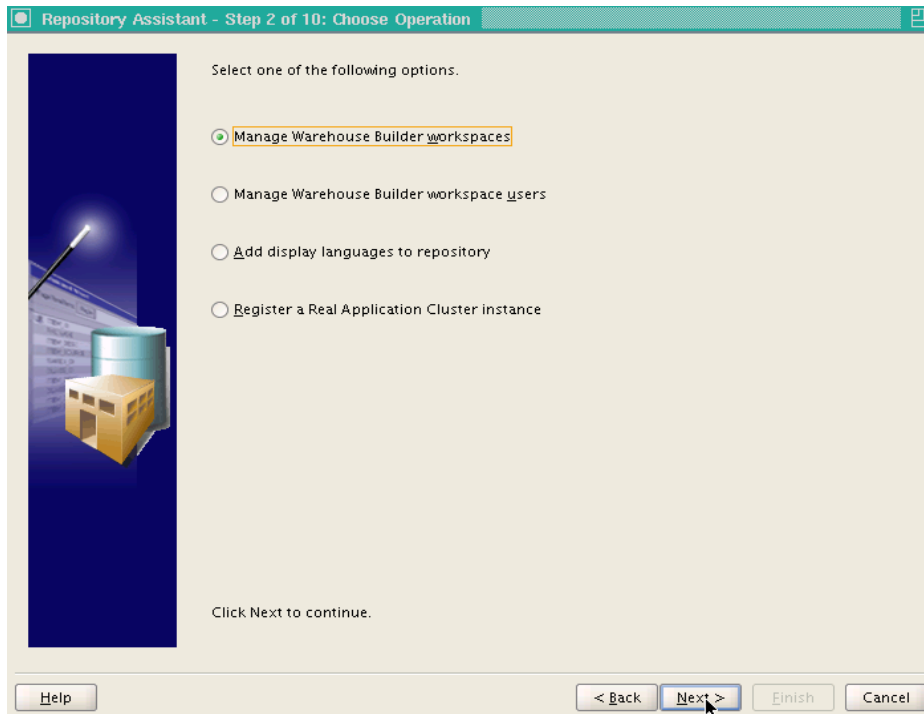 Repository Assistant - Step 2 of 10: Choose Operation
Select one of the following options.
Manage Warehouse Builder workspaces
Manage Warehouse Builder workspace users
Add display languages to repository
Register a Real Application Cluster instance
Click Next to continue.
Help
< Back
Next >
Finish
Cancel